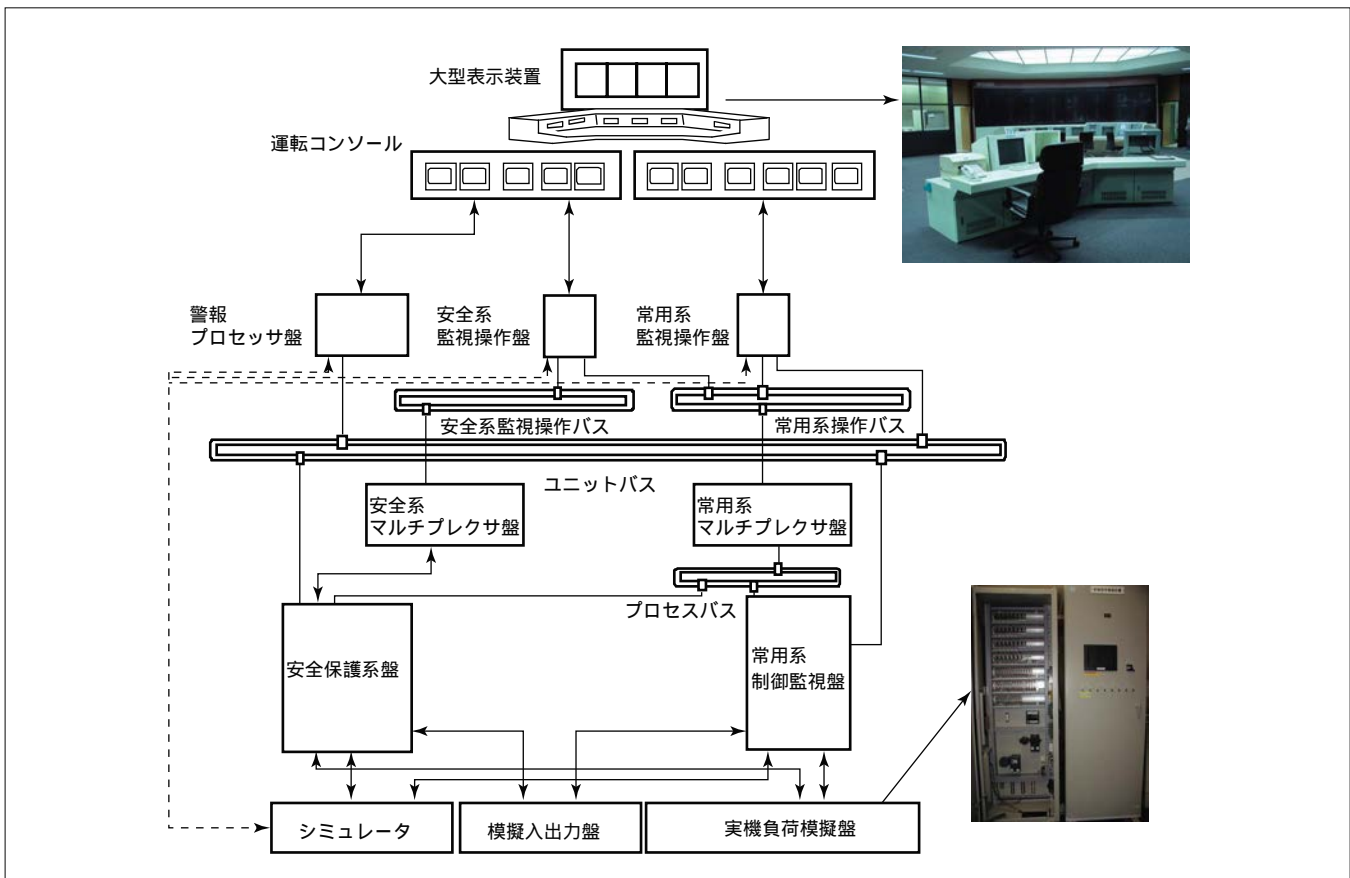 大型表示装置
運転コンソール
警報
プロセッサ盤
安全系
監視操作盤
常用系
監視操作盤
安全系監視操作バス
常用系操作バス
ユニットバス
安全系
マルチプレクサ盤
常用系
マルチプレクサ盤
プロセスバス
安全保護系盤
常用系
制御監視盤
シミュレータ
模擬入出力盤
実機負荷模擬盤